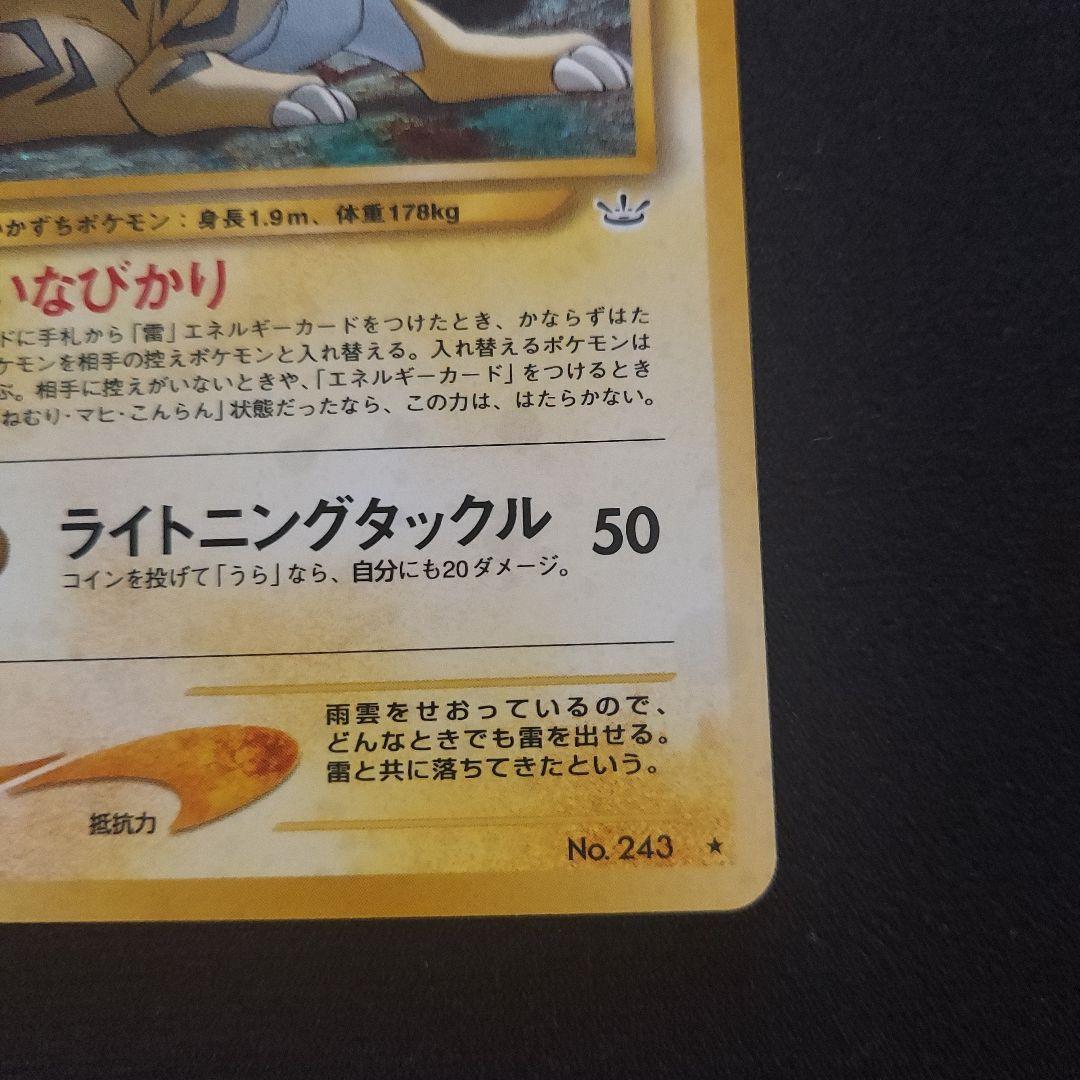 かずちポケモン：身長1.9m、体重178kg
いなびかり
ドに手札から「雷」エネルギーカードをつけたとき、かならずはた
ケモンを相手の控えポケモンと入れ替える。入れ替えるポケモンは
ぶ。相手に控えがいないときや、「エネルギーカード」をつけるとき
ねむり・マヒ・こんらん」状態だったなら、この力は、はたらかない。
ライトニングタックル 50
コインを投げて「うら」なら、自分にも20ダメージ。
雨雲をせおっているので、
どんなときでも雷を出せる。
雷と共に落ちてきたという。
抵抗力
No. 243 ★